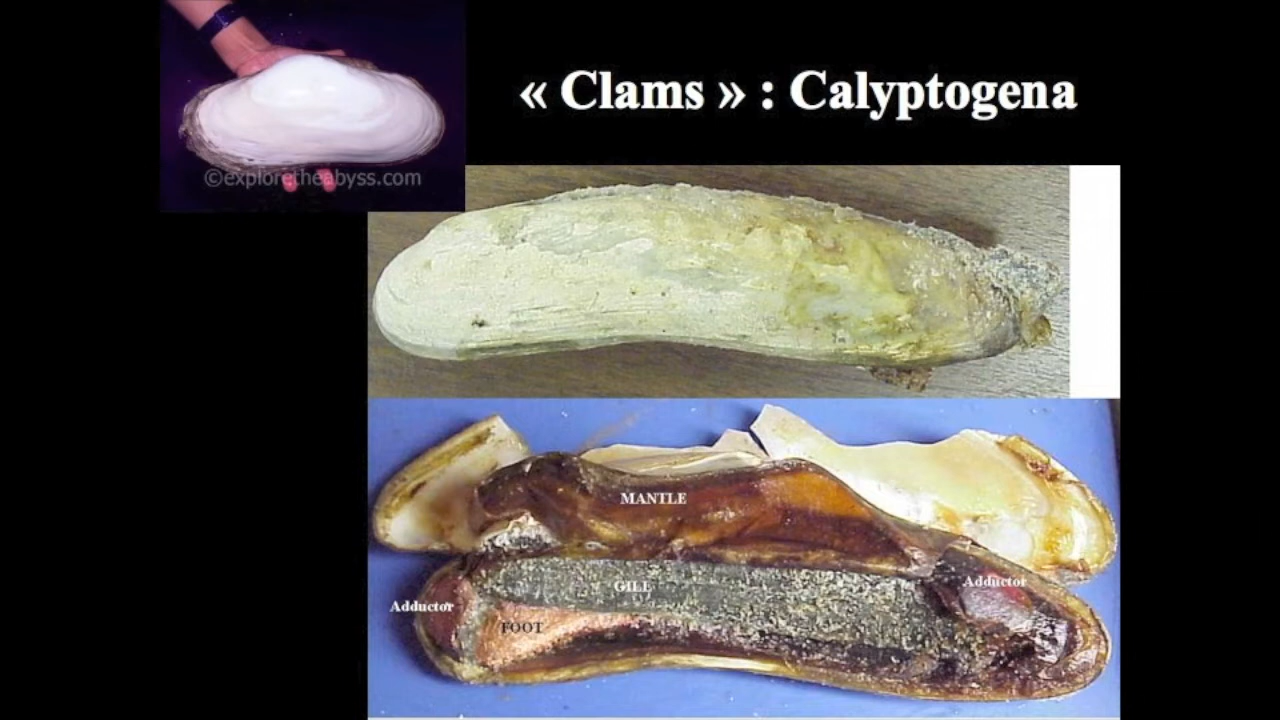 « Clams » : Calyptogena
©exploretheabyss.com
MANTLE
GILL
Adductor
Adductor
FOOT